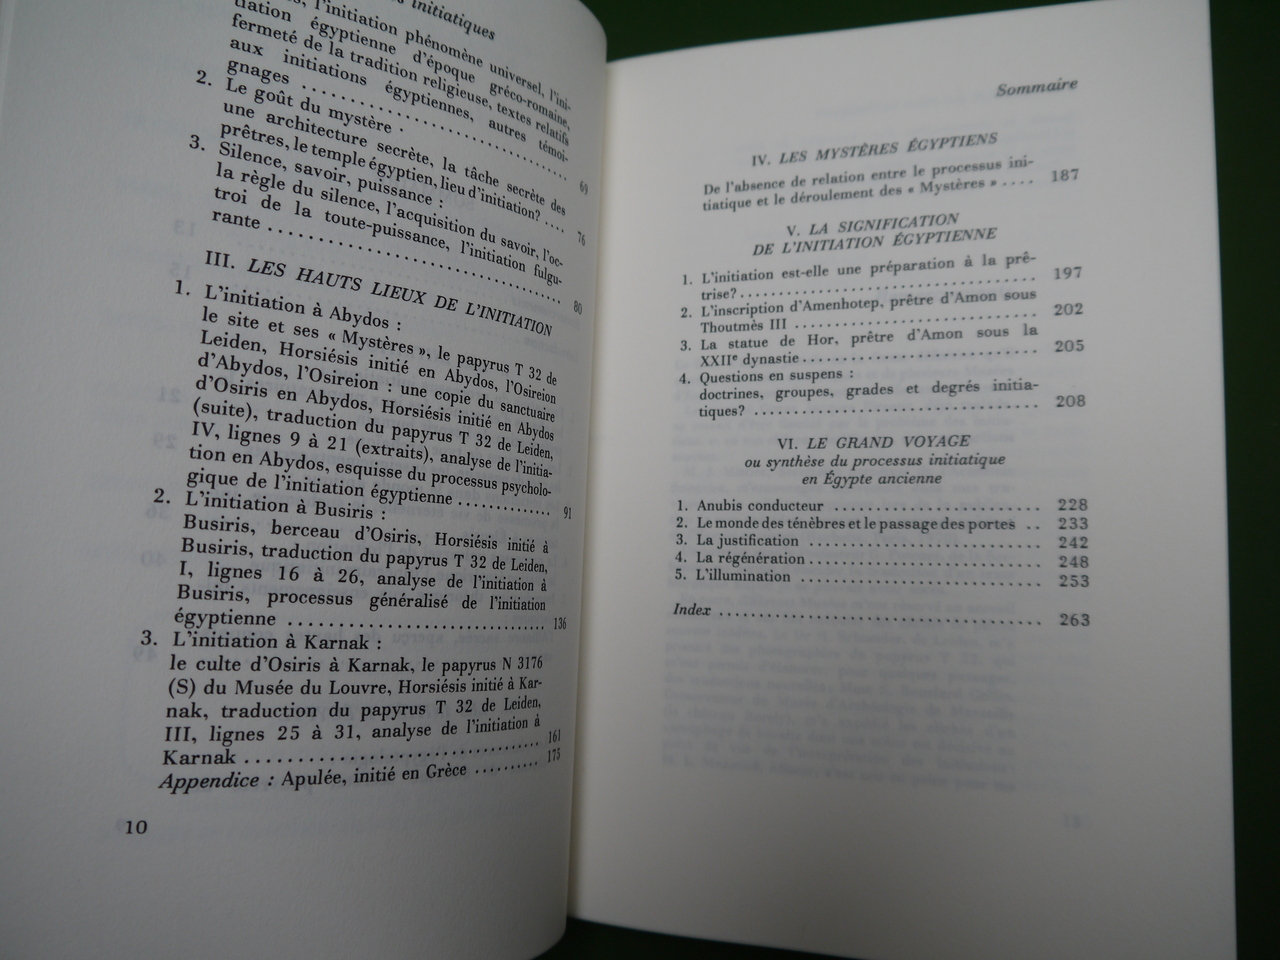 initiatiques
l'initiation phénomène universel, l'ini-
tiation égyptienne d'époque gréco-romaine,
fermeté de la tradition religieuse, textes relatifs
aux initiations égyptiennes, autres témoi-
gnages .................... 69
2. Le goût du mystère :
une architecture secrète, la tâche secrète des
prêtres, le temple égyptien, lieu d'initiation? .... 76
3. Silence, savoir, puissance :
la règle du silence, l'acquisition du savoir, l'oc-
troi de la toute-puissance, l'initiation fulgu-
rante .................... 80
III. LES HAUTS LIEUX DE L'INITIATION
1. L'initiation à Abydos :
le site et ses « Mystères », le papyrus T 32 de
Leiden, Horsiésis initié en Abydos, l'Osireion
d'Abydos, l'Osireion : une copie du sanctuaire
d'Osiris en Abydos, Horsiésis initié en Abydos
(suite), traduction du papyrus T 32 de Leiden,
IV, lignes 9 à 21 (extraits), analyse de l'initia-
tion en Abydos, esquisse du processus psycholo-
gique de l'initiation égyptienne ............ 91
2. L'initiation à Busiris :
Busiris, berceau d'Osiris, Horsiésis initié à
Busiris, traduction du papyrus T 32 de Leiden,
I, lignes 16 à 26, analyse de l'initiation à
Busiris, processus généralisé de l'initiation
égyptienne .................... 136
3. L'initiation à Karnak :
le culte d'Osiris à Karnak, le papyrus N 3176
(S) du Musée du Louvre, Horsiésis initié à Kar-
nak, traduction du papyrus T 32 de Leiden,
III, lignes 25 à 31, analyse de l'initiation à
Karnak .................... 161
Appendice : Apulée, initié en Grèce .......... 175
10
Sommaire
IV. LES MYSTÈRES ÉGYPTIENS
De l'absence de relation entre le processus ini-
tiatique et le déroulement des « Mystères » .... 187
V. LA SIGNIFICATION
DE L'INITIATION ÉGYPTIENNE
1. L'initiation est-elle une préparation à la prê-
trise? .................... 197
2. L'inscription d'Amenhotep, prêtre d'Amon sous
Thoutmès III .................... 202
3. La statue de Hor, prêtre d'Amon sous la
XXIIe dynastie .................... 205
4. Questions en suspens :
doctrines, groupes, grades et degrés initia-
tiques? .................... 208
VI. LE GRAND VOYAGE
ou synthèse du processus initiatique
en Égypte ancienne
1. Anubis conducteur .................... 228
2. Le monde des ténèbres et le passage des portes .. 233
3. La justification .................... 242
4. La régénération .................... 248
5. L'illumination .................... 253
Index .................... 263